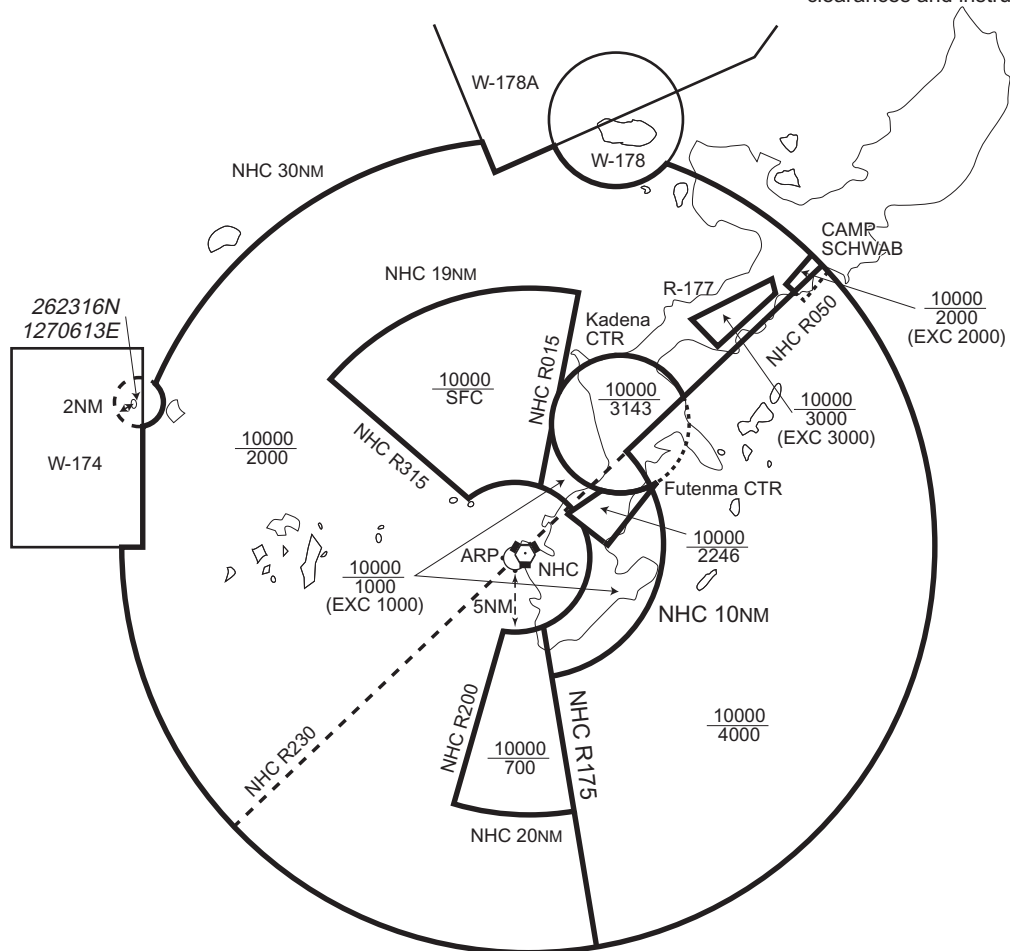 clearances and instru
W-178A
W-178
NHC 30NM
CAMP
SCHWAB
NHC 19NM
R-177
262316N
1270613E
Kadena
CTR
NHC R050
10000
2000
(EXC 2000)
NHC R015
10000
SFC
10000
3143
2NM
10000
3000
(EXC 3000)
W-174
10000
2000
NHC R315
Futenma CTR
10000
2246
ARP
NHC
10000
1000
(EXC 1000)
5NM
NHC 10NM
NHC R200
NHC R175
10000
4000
10000
700
NHC R230
NHC 20NM